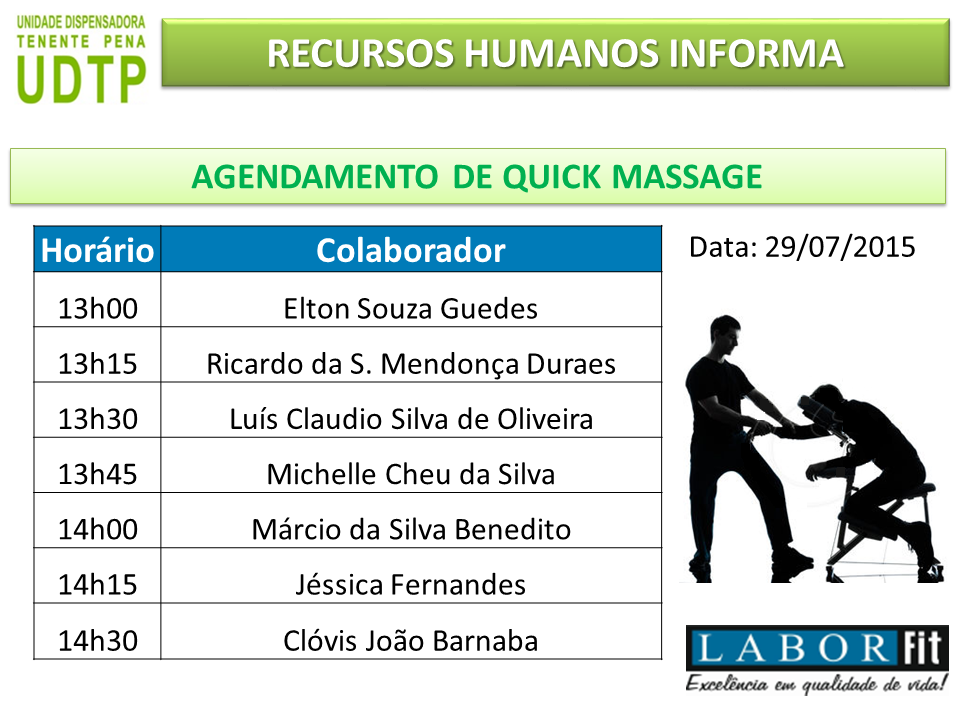 UNIDADE DISPENSADORA
TENENTE PENA
UDTP
RECURSOS HUMANOS INFORMA
AGENDAMENTO DE QUICK MASSAGE
Horário Colaborador
13h00 Elton Souza Guedes
13h15 Ricardo da S. Mendonça Duraes
13h30 Luís Claudio Silva de Oliveira
13h45 Michelle Cheu da Silva
14h00 Márcio da Silva Benedito
14h15 Jéssica Fernandes
14h30 Clóvis João Barnaba
Data: 29/07/2015
LABOR fit
Excelência em qualidade de vida!